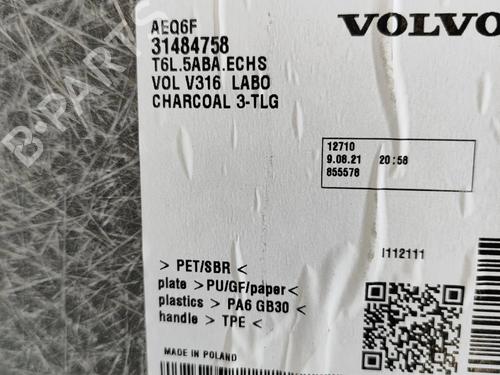 AEQ6F
31484758
T6L.5ABA.ECHS
VOL V316 LABO
CHARCOAL 3-TLG
VOLVO
12710
9.08.21 20:58
855578
I112111
> PET/SBR <
plate > PU/GF/paper<
plastics > PA6 GB30 <
handle > TPE <
MADE IN POLAND